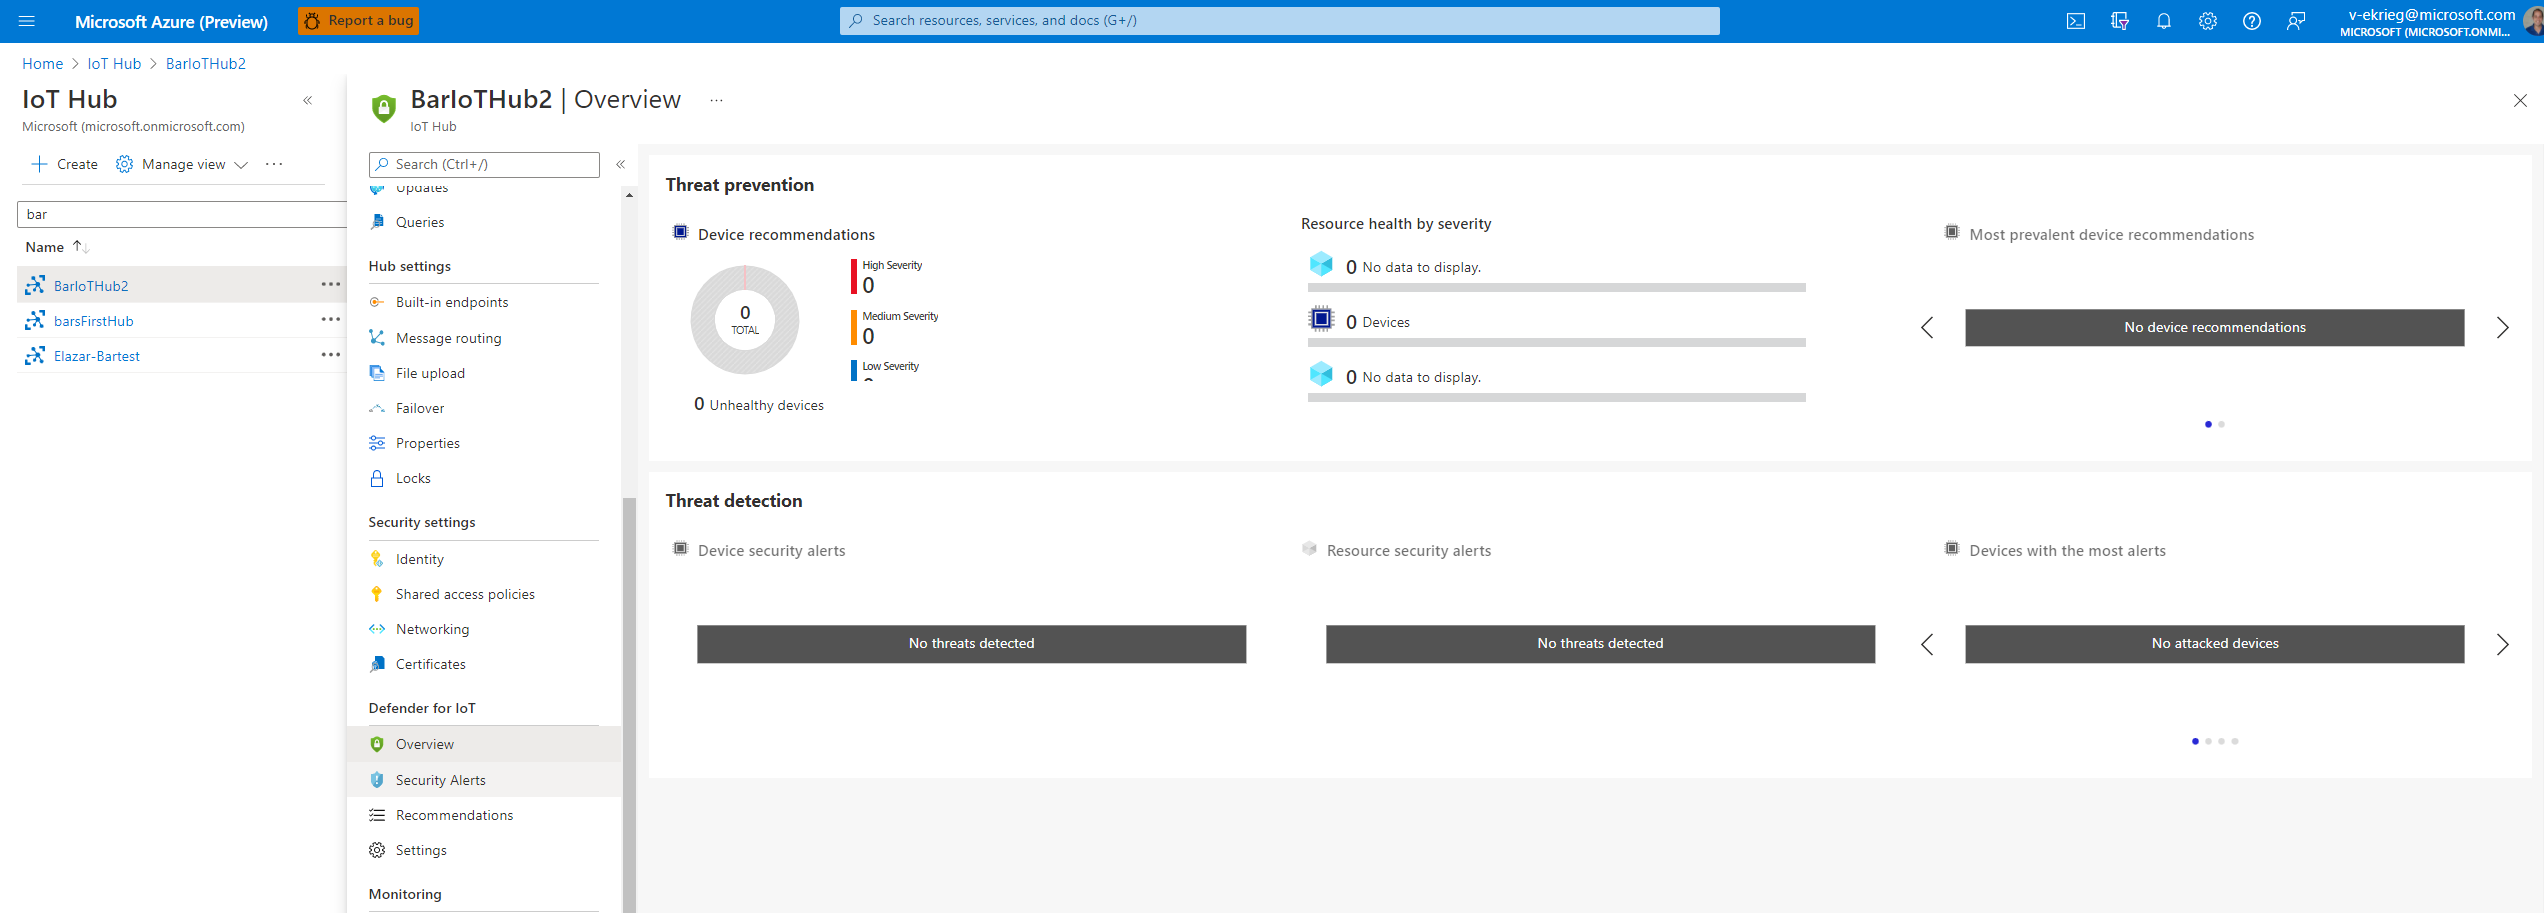 Microsoft Azure (Preview)
Report a bug
Search resources, services, and docs (G+/)
v-ekrieg@microsoft.com
MICROSOFT (MICROSOFT.ONMI...
Home > IoT Hub > BarIoTHub2
IoT Hub
Microsoft (microsoft.onmicrosoft.com)
Create
Manage view
bar
Name
BarIoTHub2
barsFirstHub
Elazar-Bartest
BarIoTHub2 | Overview
IoT Hub
Search (Ctrl+/)
Updates
Queries
Hub settings
Built-in endpoints
Message routing
File upload
Failover
Properties
Locks
Security settings
Identity
Shared access policies
Networking
Certificates
Defender for IoT
Overview
Security Alerts
Recommendations
Settings
Monitoring
Threat prevention
Device recommendations
0
TOTAL
High Severity
0
Medium Severity
0
Low Severity
0 Unhealthy devices
Resource health by severity
0 No data to display.
0 Devices
0 No data to display.
Most prevalent device recommendations
No device recommendations
Threat detection
Device security alerts
No threats detected
Resource security alerts
No threats detected
Devices with the most alerts
No attacked devices